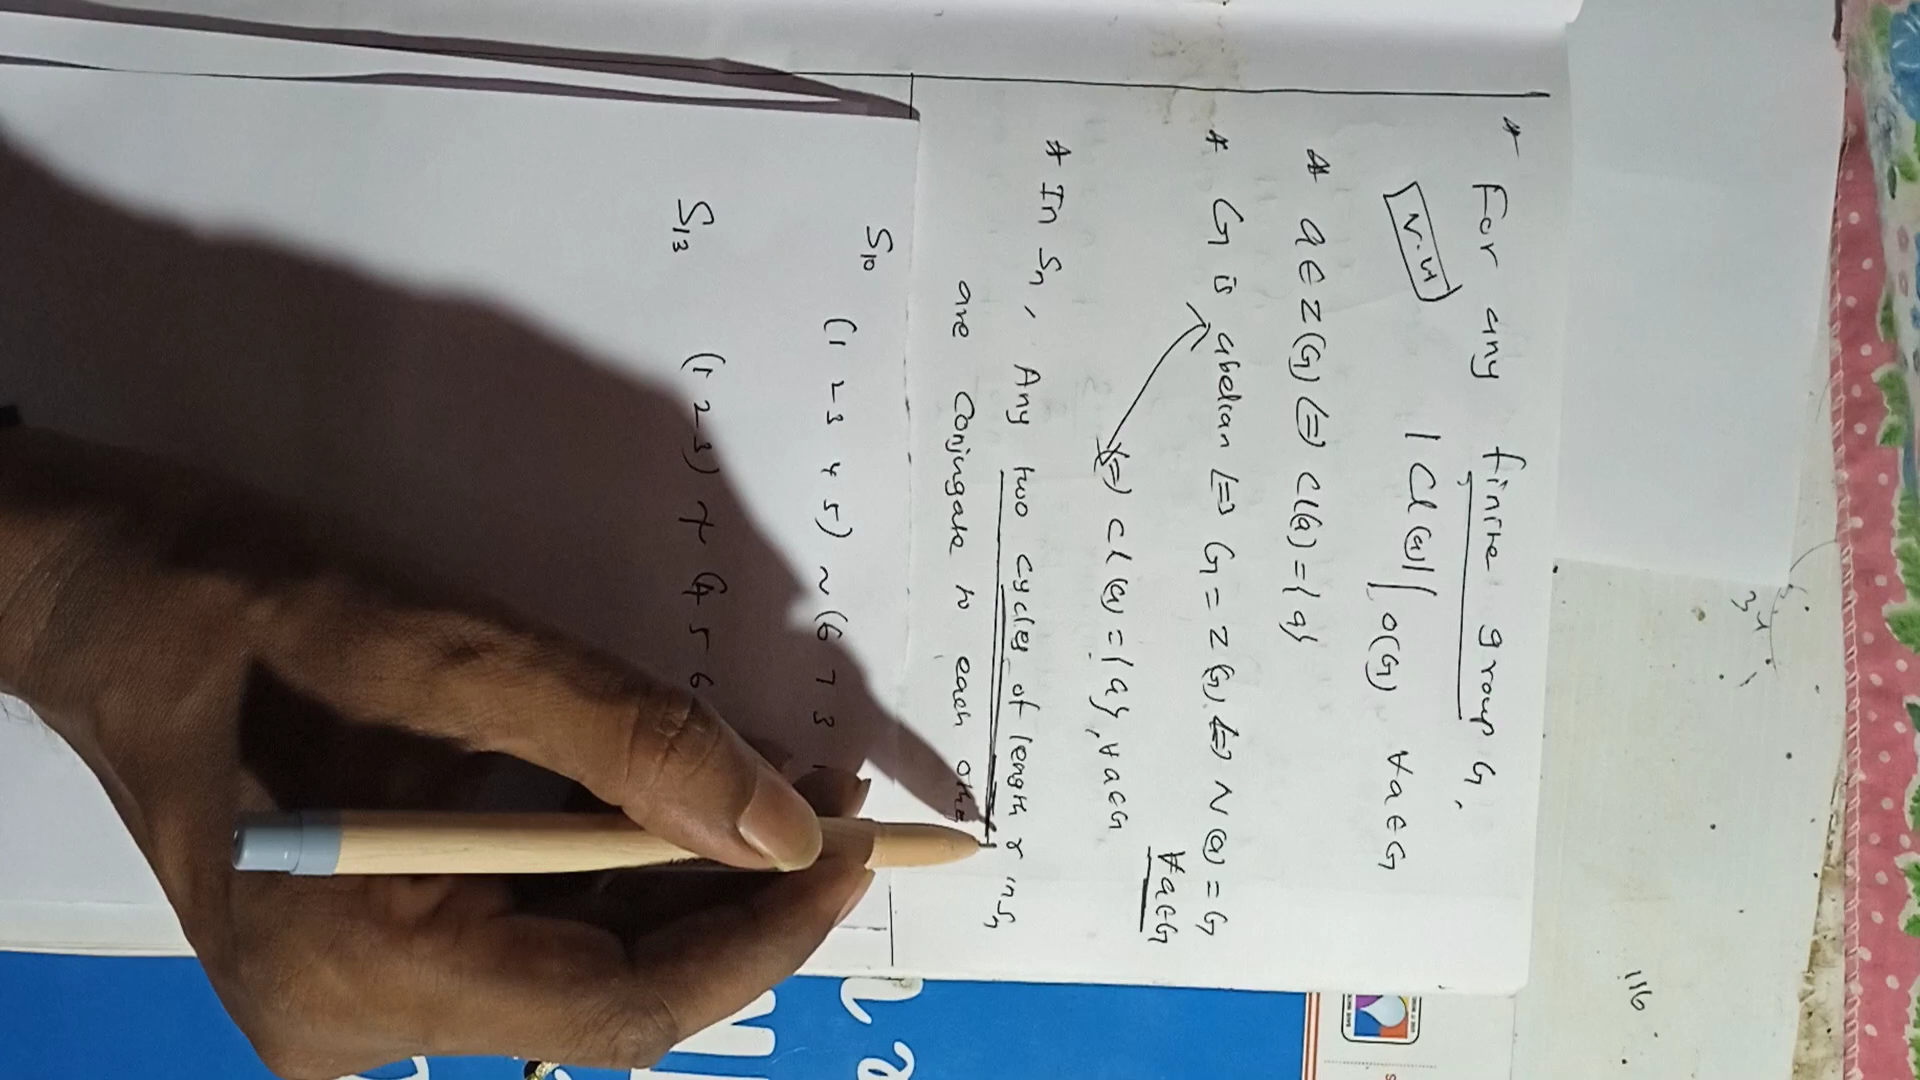 * For any finite group G,
N.H |Cl(a)| | O(G) ∀a∈G
* a∈Z(G) ⇔ Cl(a)={a}
* G is abelian ⇔ G=Z(G) ⇔ N(a)=G
∀a∈G
⇔ Cl(a)={a}, ∀a∈G
* In Sn, Any two cycles of length r in Sn
are conjugate to each other
S10
(1 2 3 4 5) ~ (6 7 3 1
S13 (1 2 3) (4 5 6
116